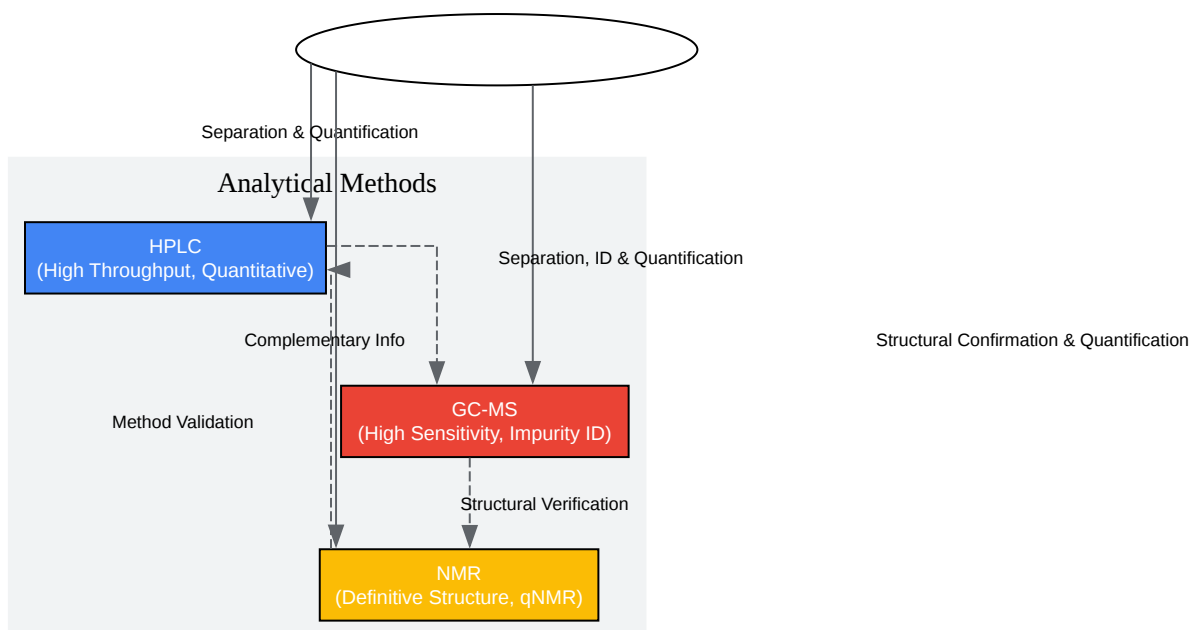 Separation & Quantification
Analytical Methods
HPLC
(High Throughput, Quantitative)
Separation, ID & Quantification
Complementary Info
Structural Confirmation & Quantification
GC-MS
(High Sensitivity, Impurity ID)
Method Validation
Structural Verification
NMR
(Definitive Structure, qNMR)